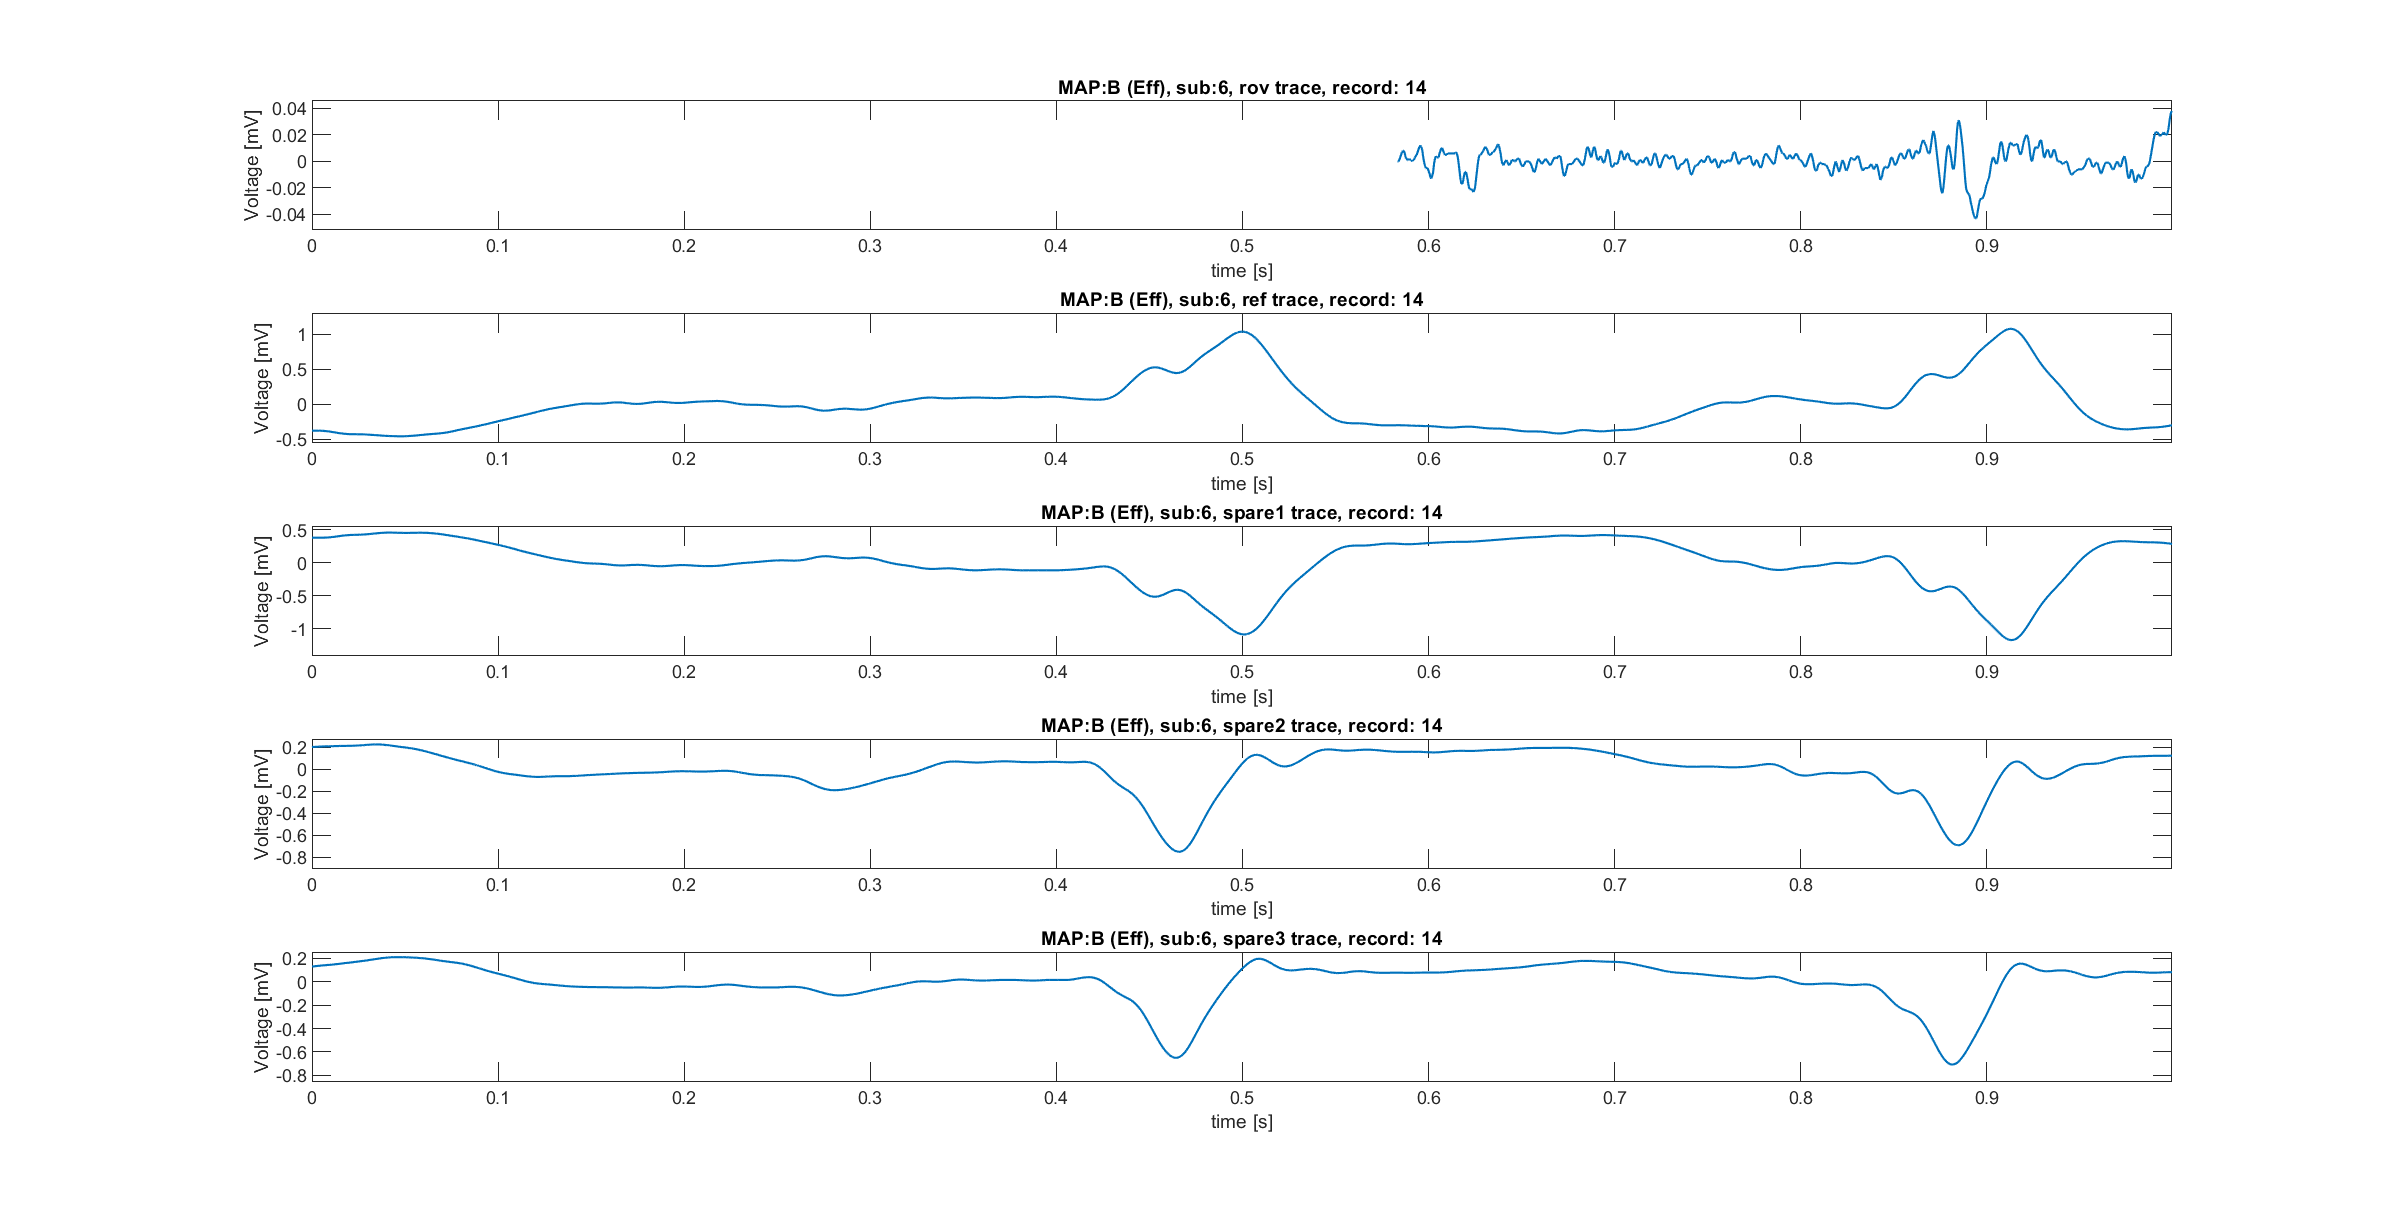 MAP:B (Eff), sub:6, rov trace, record: 14
Voltage [mV]
0.04
0.02
0
-0.02
-0.04
0 0.1 0.2 0.3 0.4 0.5 0.6 0.7 0.8 0.9
time [s]
MAP:B (Eff), sub:6, ref trace, record: 14
Voltage [mV]
1
0.5
0
-0.5
0 0.1 0.2 0.3 0.4 0.5 0.6 0.7 0.8 0.9
time [s]
MAP:B (Eff), sub:6, spare1 trace, record: 14
Voltage [mV]
0.5
0
-0.5
-1
0 0.1 0.2 0.3 0.4 0.5 0.6 0.7 0.8 0.9
time [s]
MAP:B (Eff), sub:6, spare2 trace, record: 14
Voltage [mV]
0.2
0
-0.2
-0.4
-0.6
-0.8
0 0.1 0.2 0.3 0.4 0.5 0.6 0.7 0.8 0.9
time [s]
MAP:B (Eff), sub:6, spare3 trace, record: 14
Voltage [mV]
0.2
0
-0.2
-0.4
-0.6
-0.8
0 0.1 0.2 0.3 0.4 0.5 0.6 0.7 0.8 0.9
time [s]